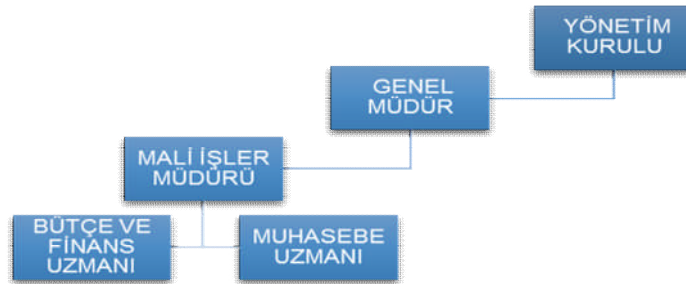 YÖNETİM
KURULU
GENEL
MÜDÜR
MALİ İŞLER
MÜDÜRÜ
BÜTÇE VE
FİNANS
UZMANI
MUHASEBE
UZMANI